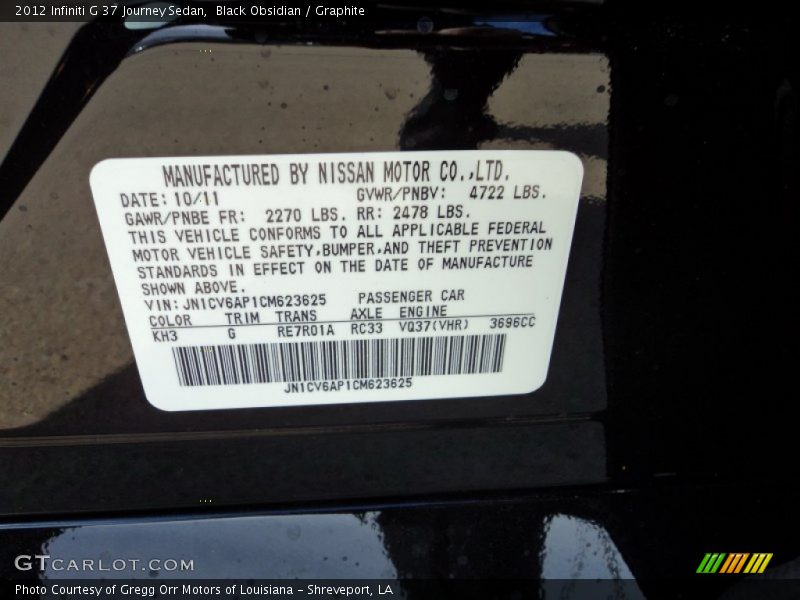 2012 Infiniti G 37 Journey Sedan,  Black Obsidian / Graphite
MANUFACTURED BY NISSAN MOTOR CO.,LTD.
DATE: 10/11 GVWR/PNBV: 4722 LBS.
GAWR/PNBE FR: 2270 LBS. RR: 2478 LBS.
THIS VEHICLE CONFORMS TO ALL APPLICABLE FEDERAL
MOTOR VEHICLE SAFETY,BUMPER,AND THEFT PREVENTION
STANDARDS IN EFFECT ON THE DATE OF MANUFACTURE
SHOWN ABOVE.
VIN: JN1CV6AP1CM623625 PASSENGER CAR
COLOR TRIM TRANS AXLE ENGINE
KH3 G RE7R01A RC33 VQ37(VHR) 3696CC
JN1CV6AP1CM623625
GTCARLOT.COM
Photo Courtesy of Gregg Orr Motors of Louisiana - Shreveport, LA